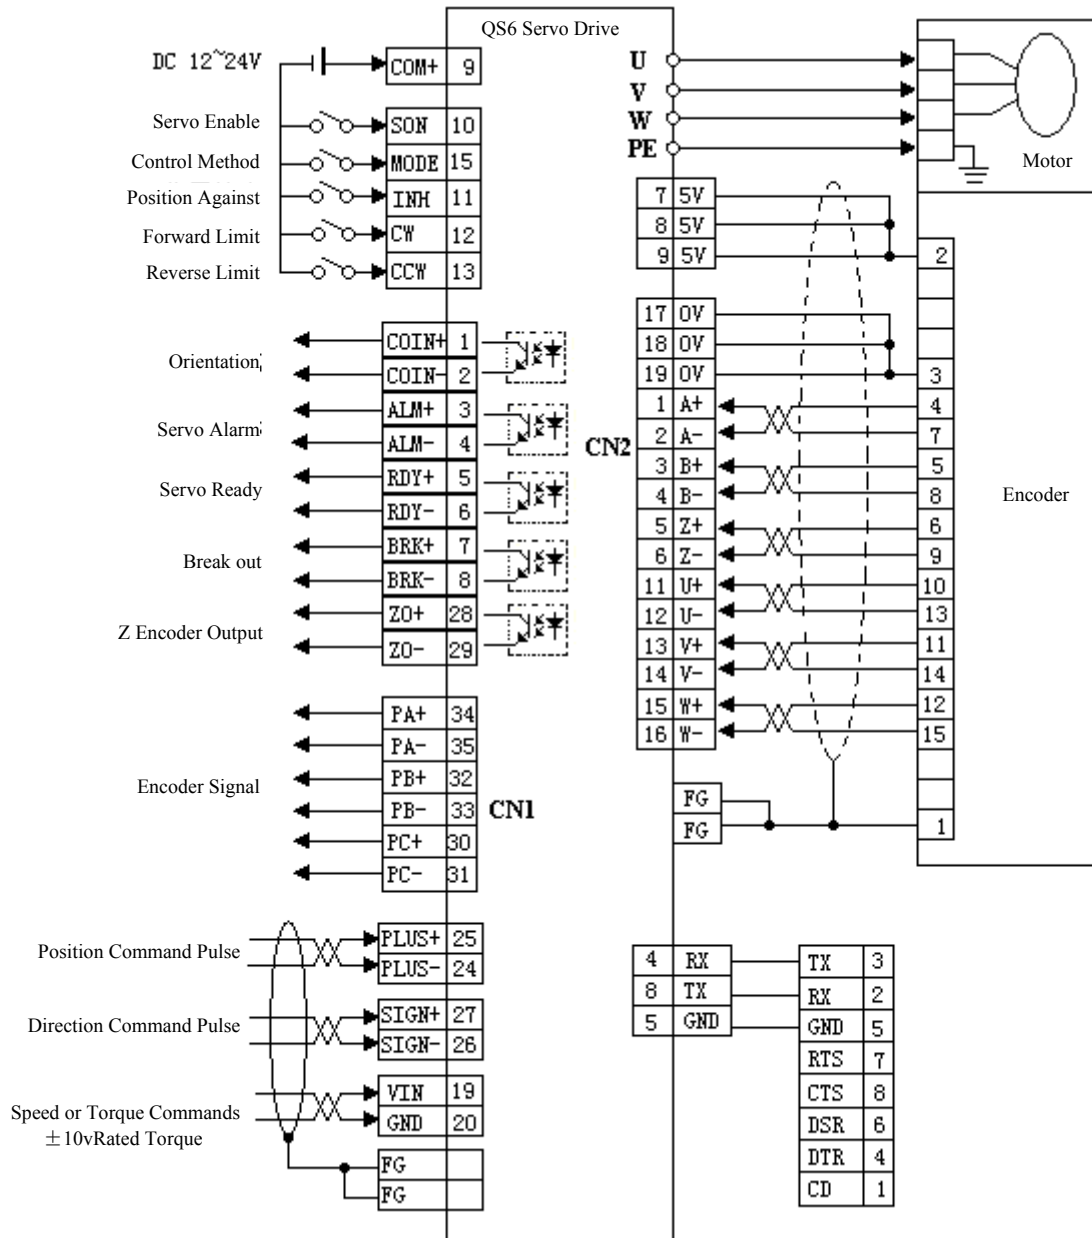 QS6 Servo Drive
DC 12~24V
COM+ 9
Servo Enable
SON 10
Control Method
MODE 15
Position Against
INH 11
Forward Limit
CW 12
Reverse Limit
CCW 13
Orientation
COIN+ 1
COIN- 2
Servo Alarm
ALM+ 3
ALM- 4
Servo Ready
RDY+ 5
RDY- 6
Break out
BRK+ 7
BRK- 8
Z Encoder Output
ZO+ 28
ZO- 29
Encoder Signal
PA+ 34
PA- 35
PB+ 32
PB- 33
PC+ 30
PC- 31
CN1
Position Command Pulse
PLUS+ 25
PLUS- 24
Direction Command Pulse
SIGN+ 27
SIGN- 26
Speed or Torque Commands
±10vRated Torque
VIN 19
GND 20
FG
FG
U
V
W
PE
Motor
7 5V
8 5V
9 5V
2
17 0V
18 0V
19 0V
3
CN2
1 A+
4
2 A-
7
3 B+
5
4 B-
8
5 Z+
6
6 Z-
9
11 U+
10
12 U-
13
13 V+
11
14 V-
14
15 W+
12
16 W-
15
Encoder
FG
FG
1
4 RX
TX 3
8 TX
RX 2
5 GND
GND 5
RTS 7
CTS 8
DSR 6
DTR 4
CD 1